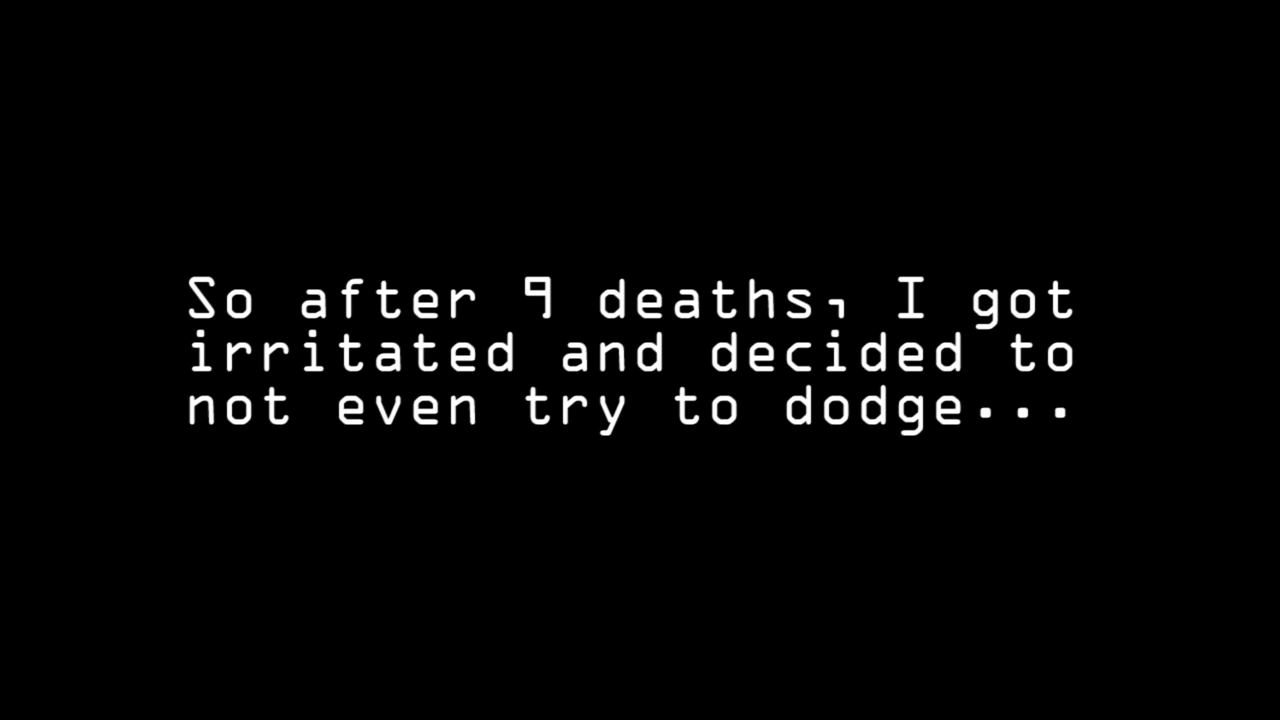 So after 9 deaths, I got
irritated and decided to
not even try to dodge...